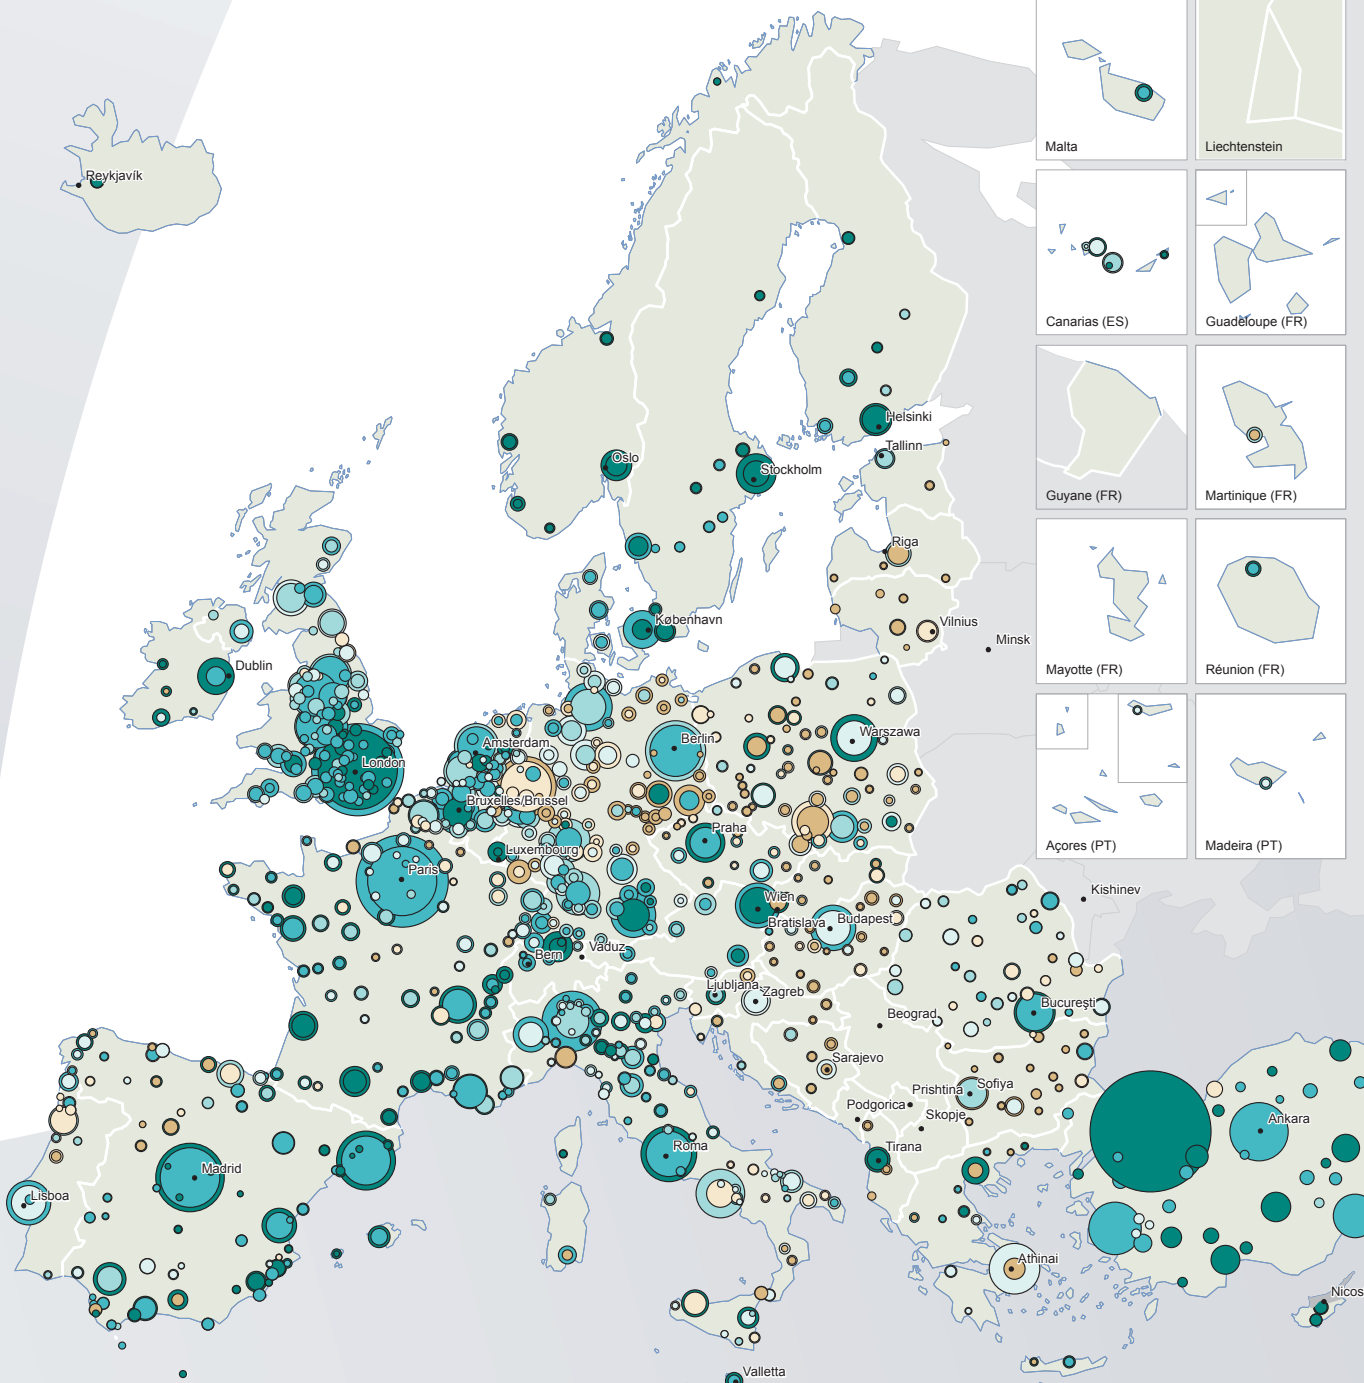 Malta
Liechtenstein
Reykjavík
Canarias (ES)
Guadeloupe (FR)
Helsinki
Tallinn
Oslo
Stockholm
Guyane (FR)
Martinique (FR)
Riga
København
Vilnius
Minsk
Dublin
Mayotte (FR)
Réunion (FR)
Warszawa
Berlin
Amsterdam
London
Bruxelles/Brussel
Praha
Luxembourg
Açores (PT)
Madeira (PT)
Paris
Kishinev
Wien
Bratislava
Budapest
Vaduz
Bern
Ljubljana
Zagreb
Bucureşti
Beograd
Sarajevo
Prishtina
Sofiya
Podgorica
Skopje
Ankara
Tirana
Roma
Madrid
Lisboa
Athinai
Nicos
Valletta